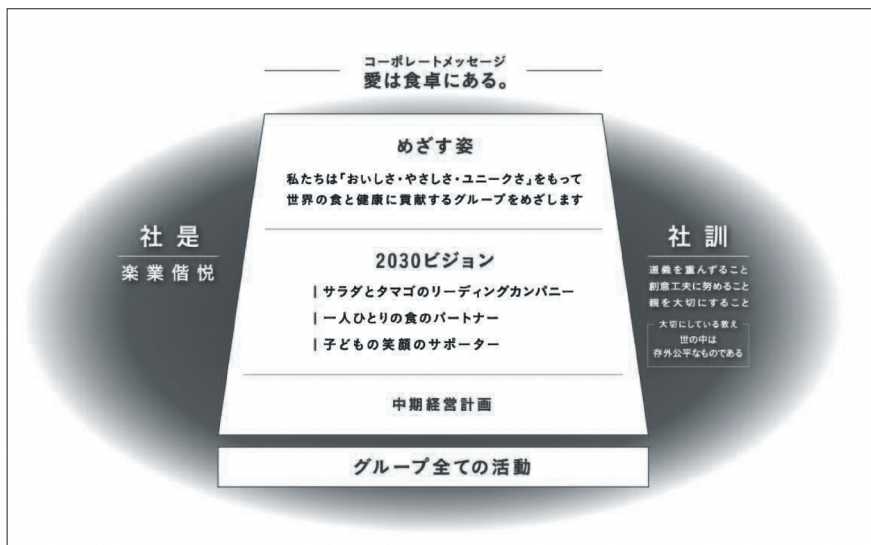 コーポレートメッセージ
愛は食卓にある。
めざす姿
私たちは「おいしさ・やさしさ・ユニークさ」をもって
世界の食と健康に貢献するグループをめざします
社是
楽業偕悦
2030ビジョン
サラダとタマゴのリーディングカンパニー
一人ひとりの食のパートナー
子どもの笑顔のサポーター
社訓
道義を重んずること
創意工夫に努めること
親を大切にすること
大切にしている教え
世の中は
存外公平なものである
中期経営計画
グループ全ての活動